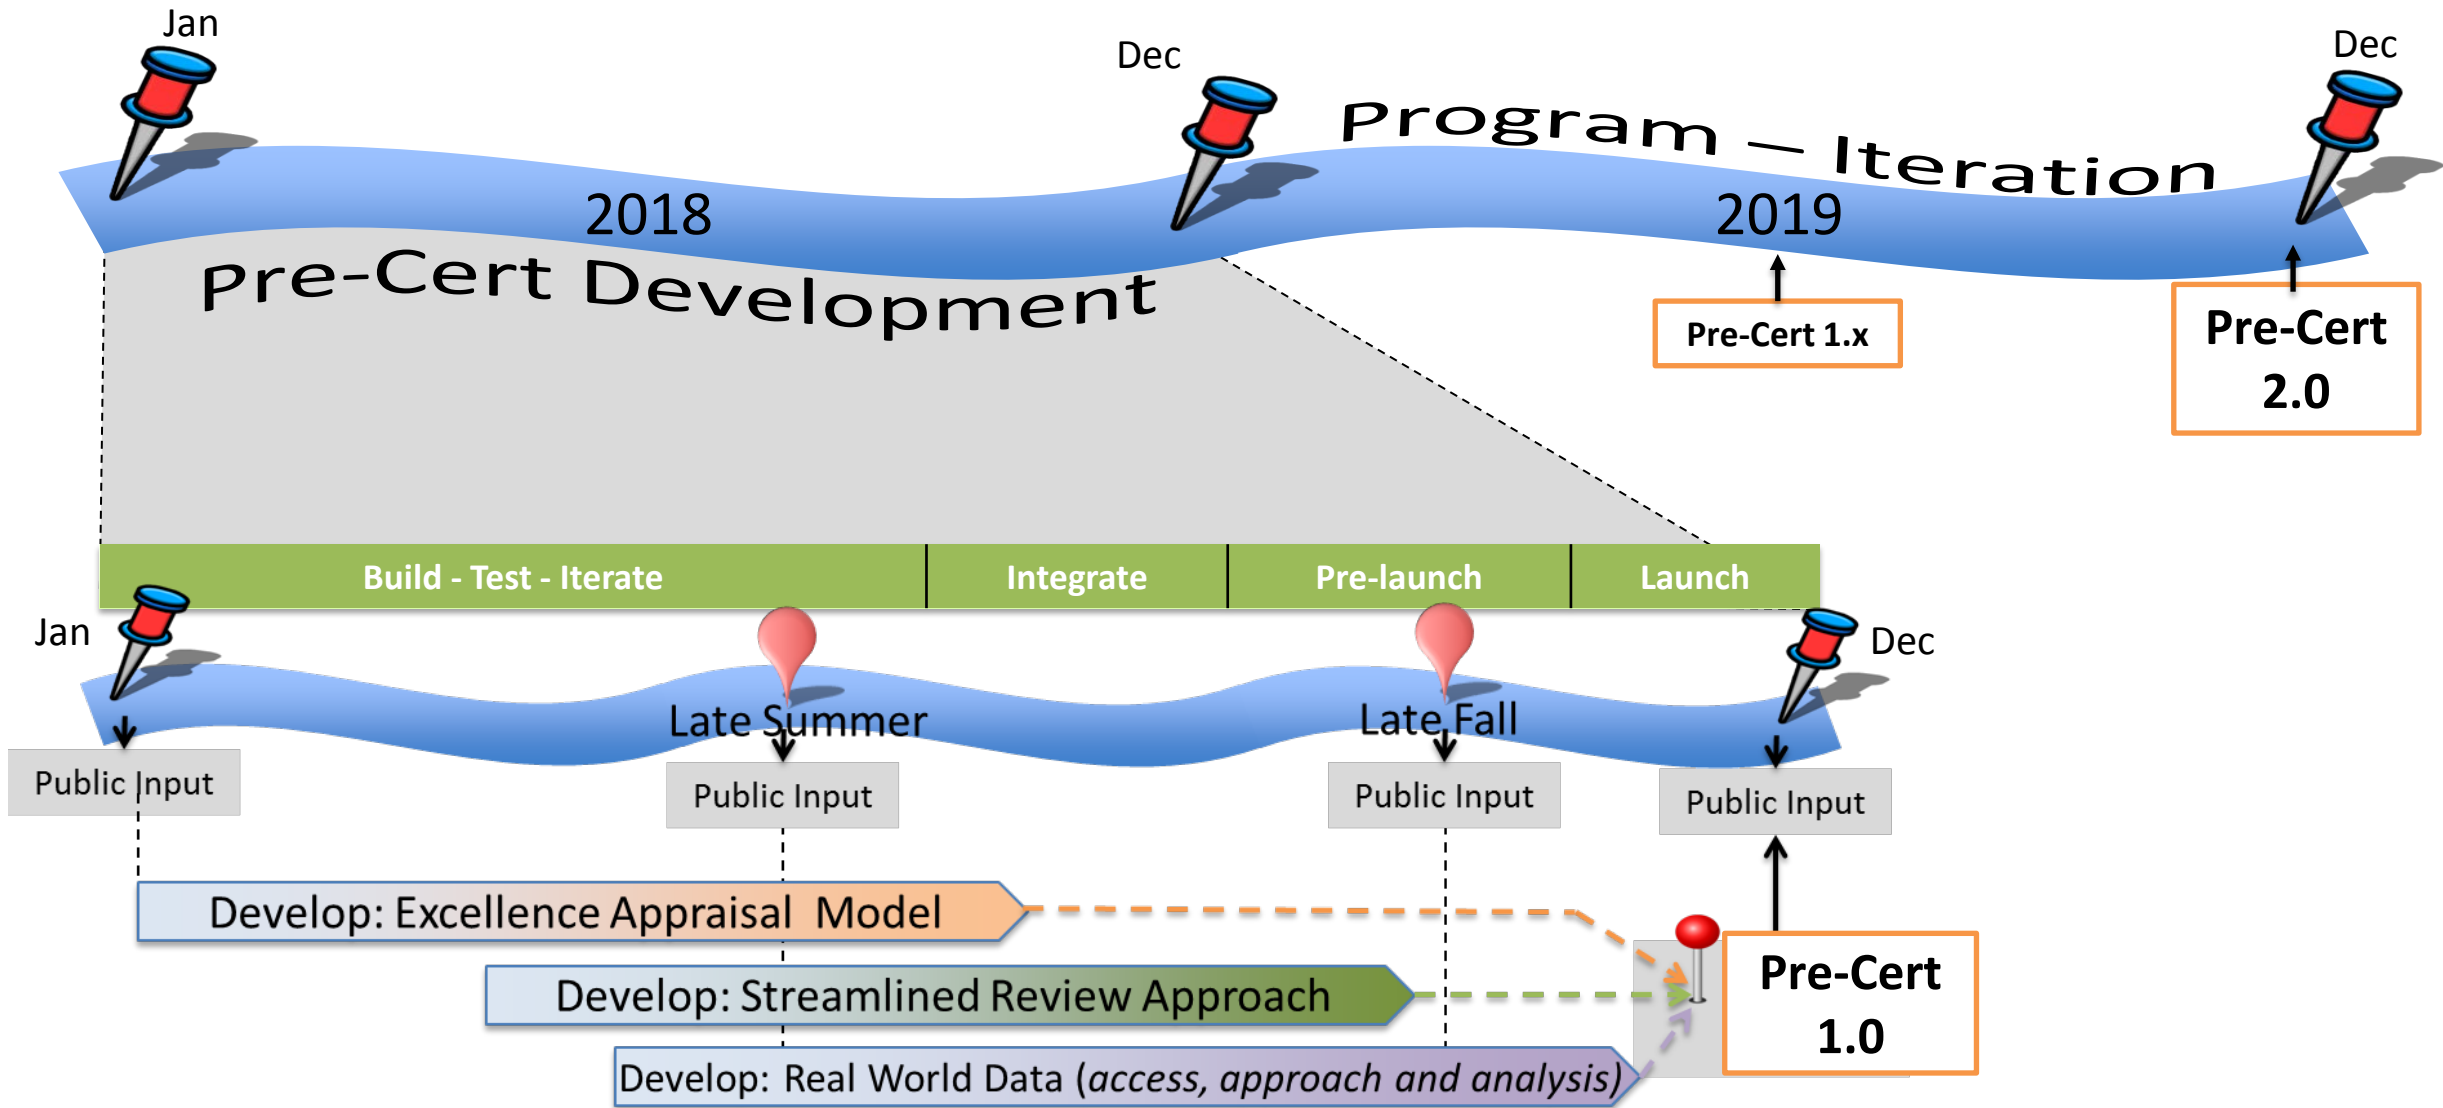 Jan
Dec
Dec
Program – Iteration
2018
2019
Pre-Cert Development
Pre-Cert 1.x
Pre-Cert
2.0
Build - Test - Iterate
Integrate
Pre-launch
Launch
Jan
Dec
Late Summer
Late Fall
Public Input
Public Input
Public Input
Public Input
Develop: Excellence Appraisal Model
Develop: Streamlined Review Approach
Develop: Real World Data (access, approach and analysis)
Pre-Cert
1.0